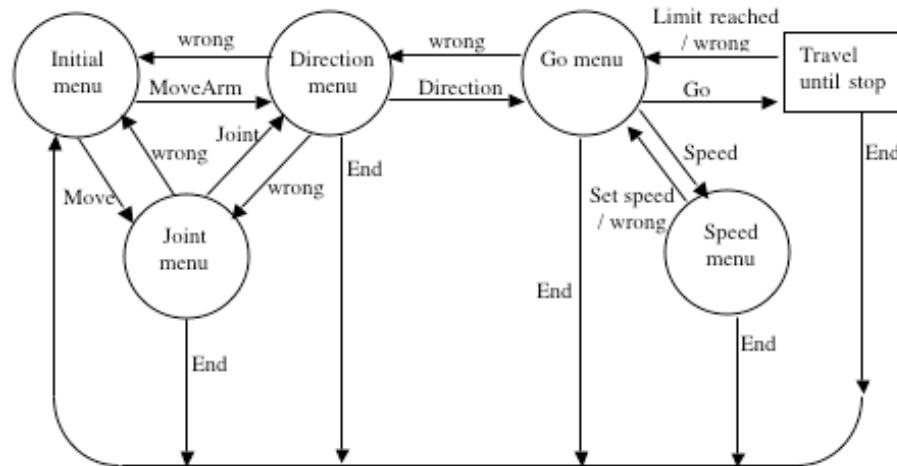 Limit reached
/ wrong
wrong
wrong
Initial
menu
Direction
menu
Go menu
Travel
until stop
MoveArm
Direction
Go
Joint
wrong
Speed
End
End
Move
wrong
Set speed
/ wrong
Joint
menu
Speed
menu
End
End
End